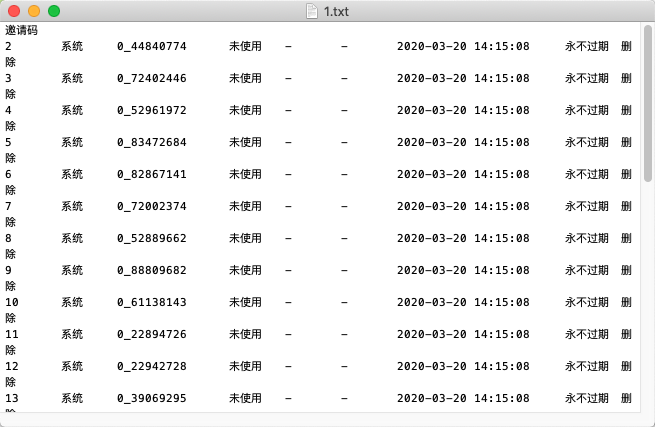 1.txt
邀请码
2 系统 0_44840774 未使用 – – 2020-03-20 14:15:08 永不过期 删
除
3 系统 0_72402446 未使用 – – 2020-03-20 14:15:08 永不过期 删
除
4 系统 0_52961972 未使用 – – 2020-03-20 14:15:08 永不过期 删
除
5 系统 0_83472684 未使用 – – 2020-03-20 14:15:08 永不过期 删
除
6 系统 0_82867141 未使用 – – 2020-03-20 14:15:08 永不过期 删
除
7 系统 0_72002374 未使用 – – 2020-03-20 14:15:08 永不过期 删
除
8 系统 0_52889662 未使用 – – 2020-03-20 14:15:08 永不过期 删
除
9 系统 0_88809682 未使用 – – 2020-03-20 14:15:08 永不过期 删
除
10 系统 0_61138143 未使用 – – 2020-03-20 14:15:08 永不过期 删
除
11 系统 0_22894726 未使用 – – 2020-03-20 14:15:08 永不过期 删
除
12 系统 0_22942728 未使用 – – 2020-03-20 14:15:08 永不过期 删
除
13 系统 0_39069295 未使用 – – 2020-03-20 14:15:08 永不过期 删
除